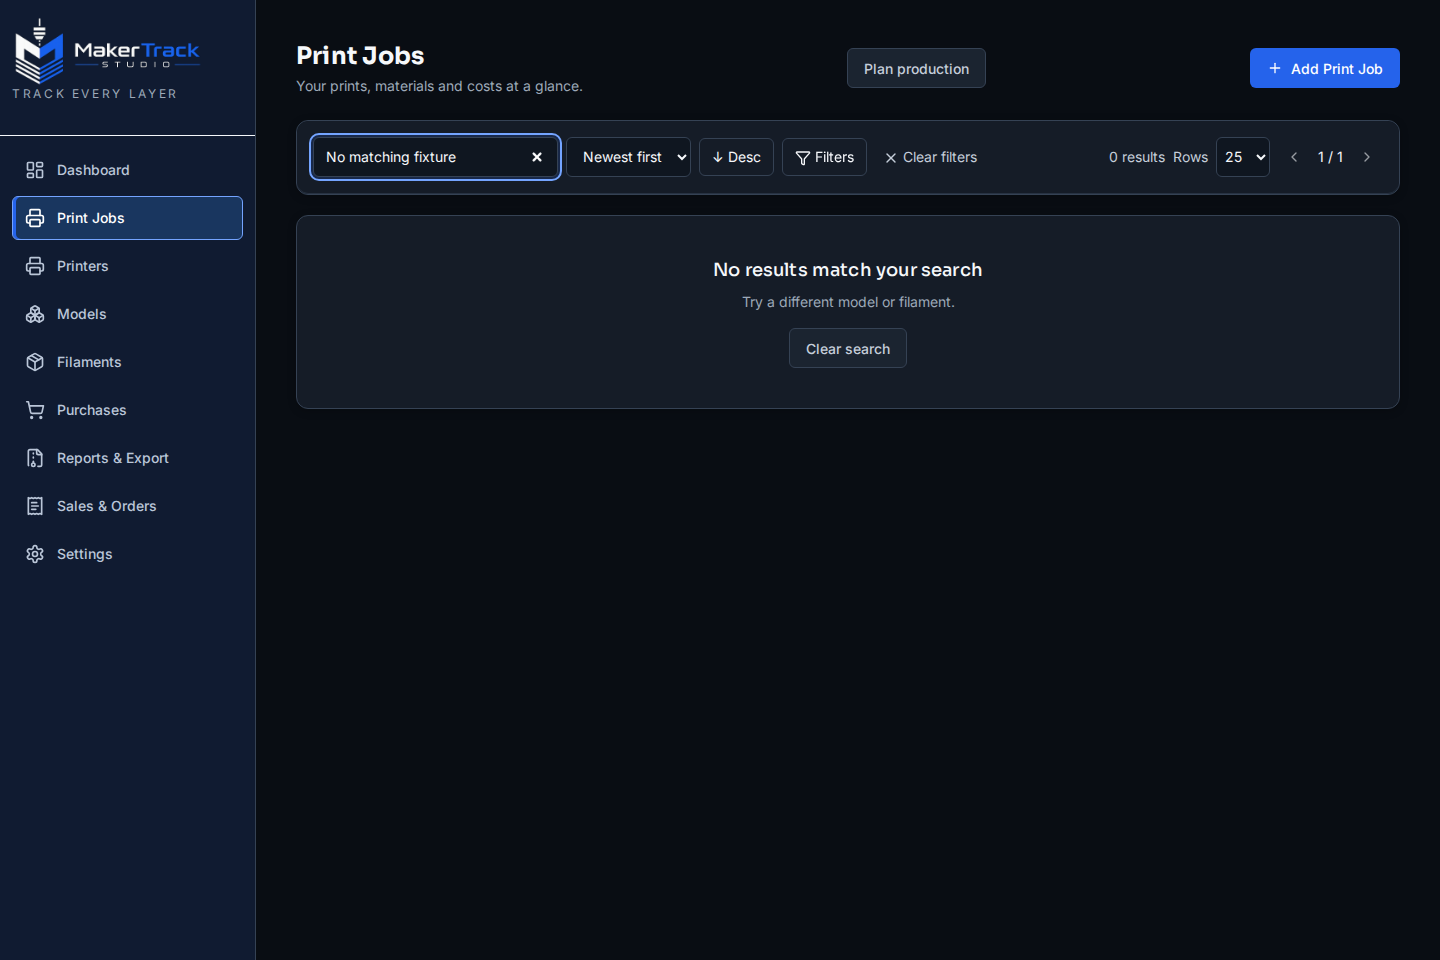 MakerTrack
STUDIO
TRACK EVERY LAYER
Dashboard
Print Jobs
Printers
Models
Filaments
Purchases
Reports & Export
Sales & Orders
Settings
Print Jobs
Your prints, materials and costs at a glance.
Plan production
Add Print Job
No matching fixture
Newest first
Desc
Filters
Clear filters
0 results Rows 25 1 / 1
No results match your search
Try a different model or filament.
Clear search